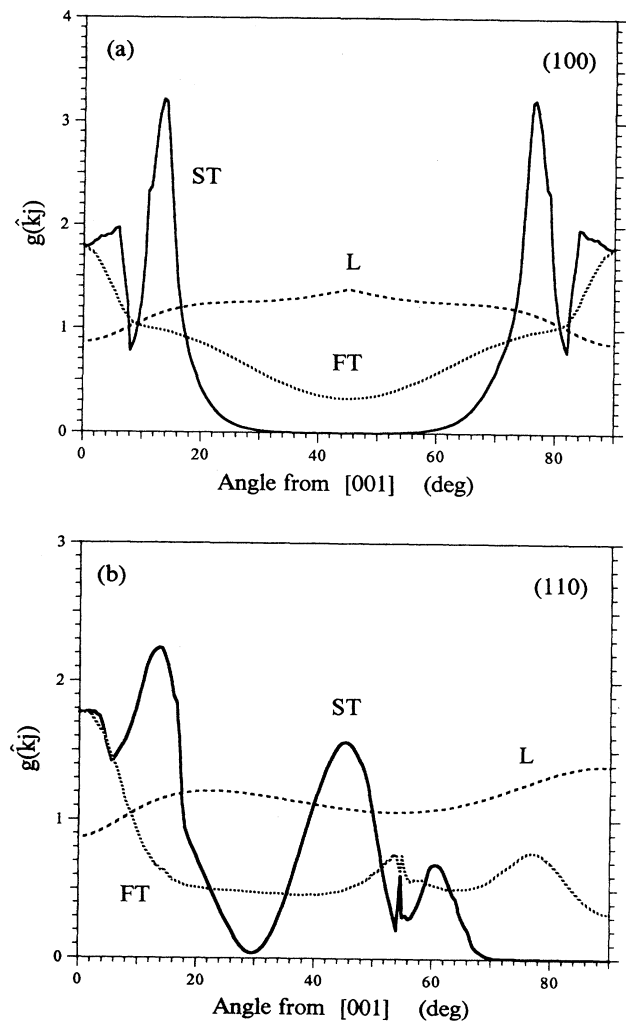 4
(a)
(100)
3
ST
g(k̂j)
2
L
1
FT
0
0
20
40
60
80
Angle from [001] (deg)
3
(b)
(110)
2
ST
g(k̂j)
L
1
FT
0
0
20
40
60
80
Angle from [001] (deg)